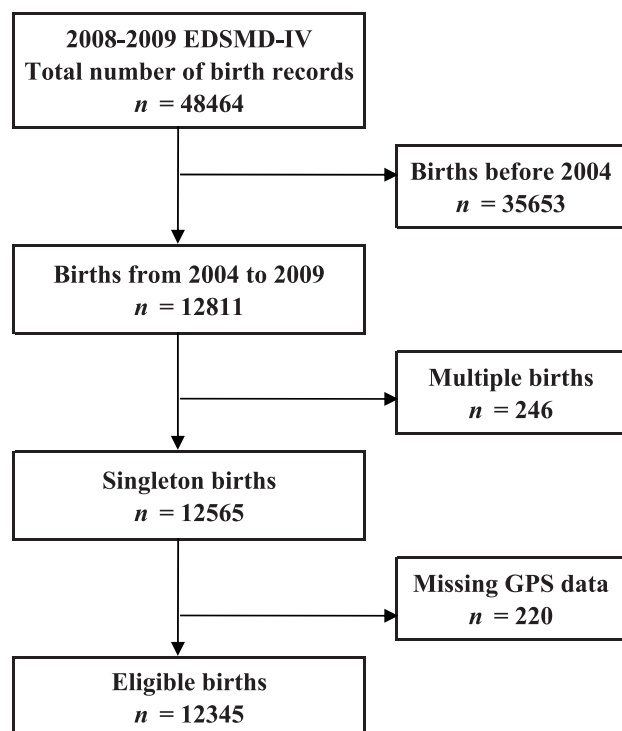 2008-2009 EDSMD-IV
Total number of birth records
n = 48464
Births before 2004
n = 35653
Births from 2004 to 2009
n = 12811
Multiple births
n = 246
Singleton births
n = 12565
Missing GPS data
n = 220
Eligible births
n = 12345